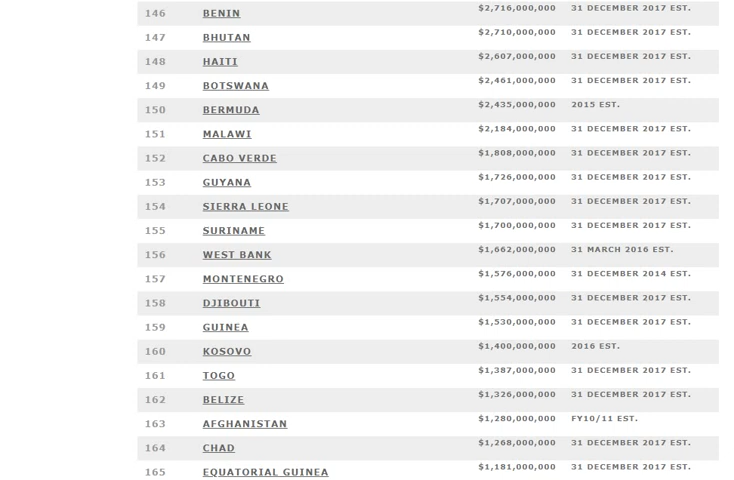 146 BENIN $2,716,000,000 31 DECEMBER 2017 EST.
147 BHUTAN $2,710,000,000 31 DECEMBER 2017 EST.
148 HAITI $2,607,000,000 31 DECEMBER 2017 EST.
149 BOTSWANA $2,461,000,000 31 DECEMBER 2017 EST.
150 BERMUDA $2,435,000,000 2015 EST.
151 MALAWI $2,184,000,000 31 DECEMBER 2017 EST.
152 CABO VERDE $1,808,000,000 31 DECEMBER 2017 EST.
153 GUYANA $1,726,000,000 31 DECEMBER 2017 EST.
154 SIERRA LEONE $1,707,000,000 31 DECEMBER 2017 EST.
155 SURINAME $1,700,000,000 31 DECEMBER 2017 EST.
156 WEST BANK $1,662,000,000 31 MARCH 2016 EST.
157 MONTENEGRO $1,576,000,000 31 DECEMBER 2014 EST.
158 DJIBOUTI $1,554,000,000 31 DECEMBER 2017 EST.
159 GUINEA $1,530,000,000 31 DECEMBER 2017 EST.
160 KOSOVO $1,400,000,000 2016 EST.
161 TOGO $1,387,000,000 31 DECEMBER 2017 EST.
162 BELIZE $1,326,000,000 31 DECEMBER 2017 EST.
163 AFGHANISTAN $1,280,000,000 FY10/11 EST.
164 CHAD $1,268,000,000 31 DECEMBER 2017 EST.
165 EQUATORIAL GUINEA $1,181,000,000 31 DECEMBER 2017 EST.